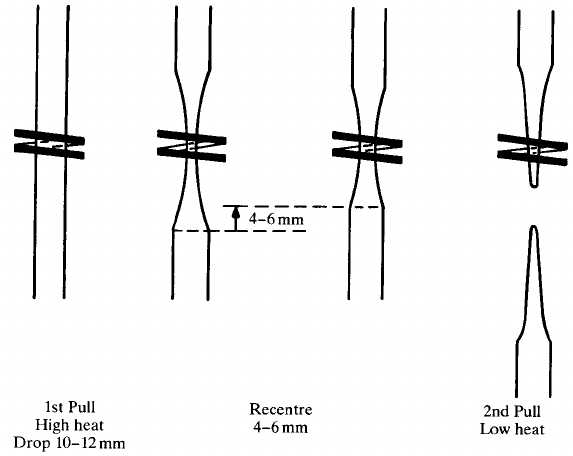 4–6 mm
1st Pull
High heat
Drop 10–12 mm
Recentre
4–6 mm
2nd Pull
Low heat